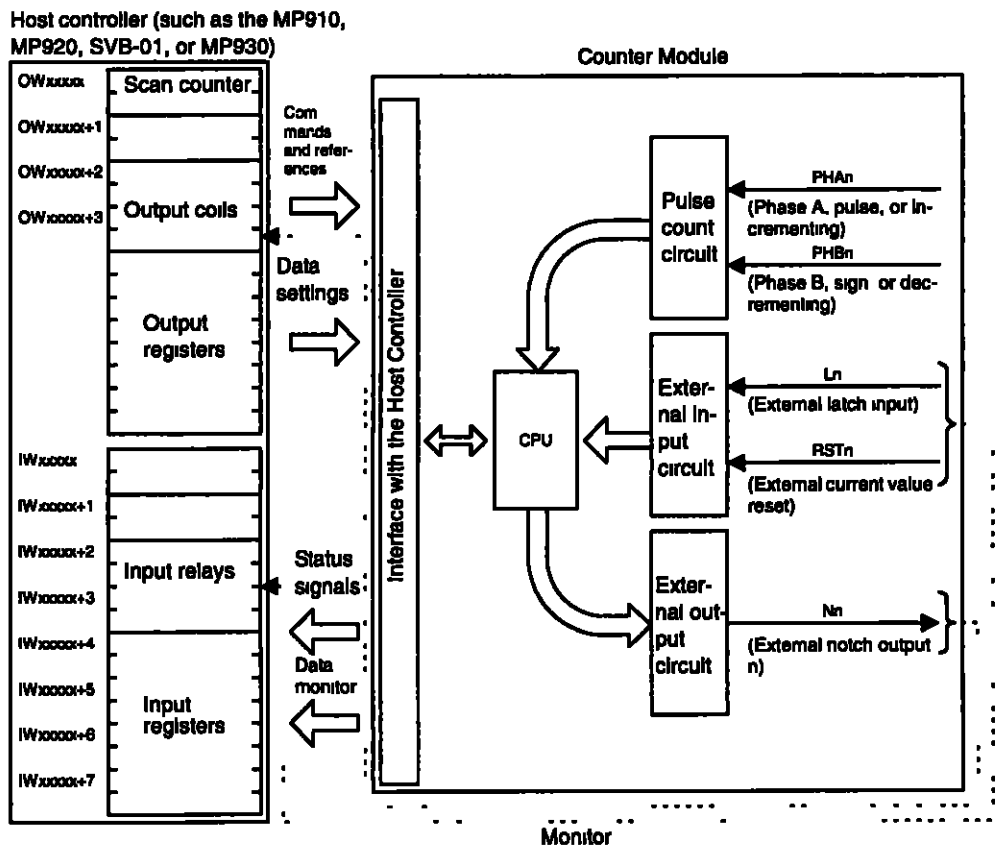 Host controller (such as the MP910,
MP920, SVB-01, or MP930)
Counter Module
OWxxxxx
Scan counter
OWxxxxx+1
OWxxxxx+2
OWxxxxx+3
Output coils
Output
registers
Com
mands
and refer-
ences
Data
settings
IWxxxxx
IWxxxxx+1
IWxxxxx+2
Input relays
IWxxxxx+3
IWxxxxx+4
IWxxxxx+5
Input
registers
IWxxxxx+6
IWxxxxx+7
Status
signals
Data
monitor
Interface with the Host Controller
CPU
Pulse
count
circuit
PHAn
(Phase A, pulse, or in-
crementing)
PHBn
(Phase B, sign or dec-
rementing)
Exter-
nal in-
put
circuit
Ln
(External latch input)
RSTn
(External current value
reset)
Exter-
nal out-
put
circuit
Nn
(External notch output
n)
Monitor